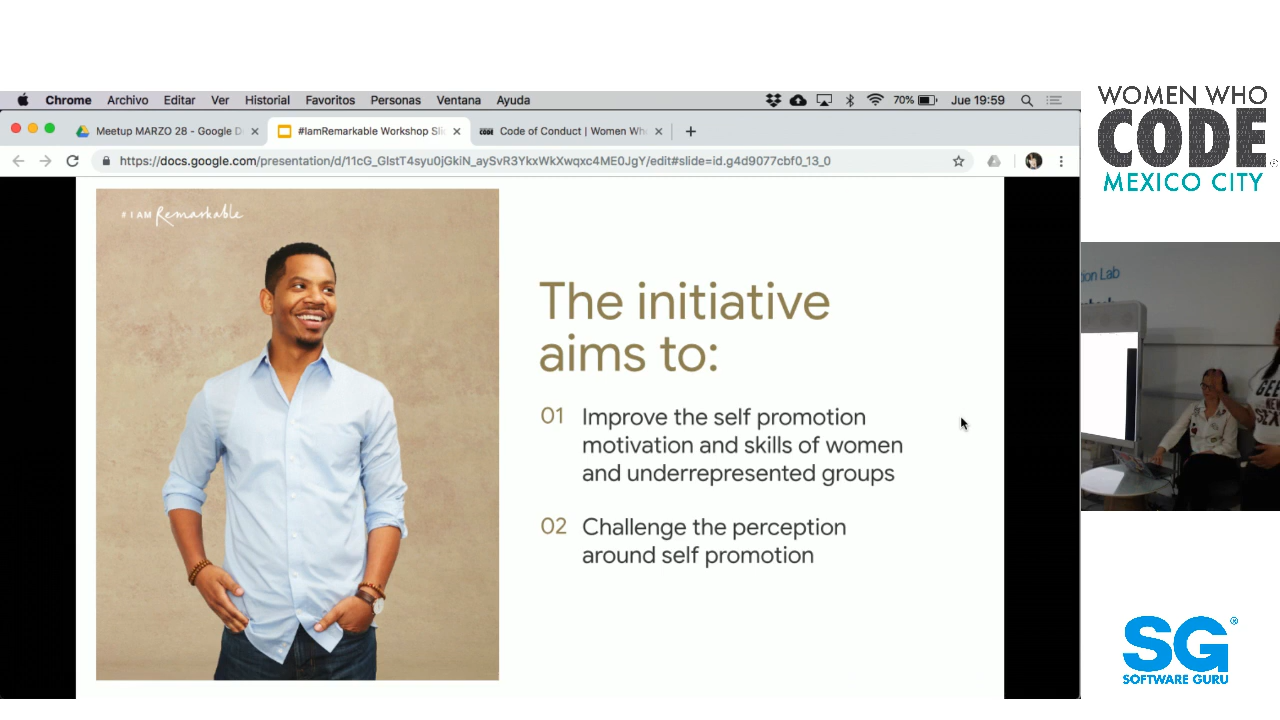 WOMEN WHO
CODE
MEXICO CITY
Chrome Archivo Editar Ver Historial Favoritos Personas Ventana Ayuda 70% Jue 19:59
Meetup MARZO 28 - Google D #IamRemarkable Workshop Sli Code of Conduct | Women Wh
https://docs.google.com/presentation/d/11cG_GlstT4syu0jGkiN_aySvR3YkxWkXwqxc4ME0JgY/edit#slide=id.g4d9077cbf0_13_0
#IAM Remarkable
The initiative
aims to:
01 Improve the self promotion
motivation and skills of women
and underrepresented groups
02 Challenge the perception
around self promotion
ion Lab
SG
SOFTWARE GURU